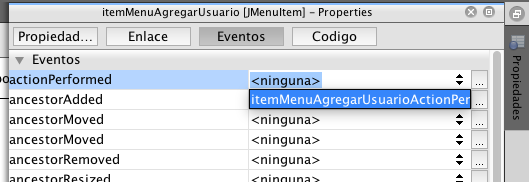 itemMenuAgregarUsuario [JMenuItem] – Properties
Propiedad... Enlace Eventos Codigo
Eventos
actionPerformed <ninguna> ...
itemMenuAgregarUsuarioActionPer
ancestorAdded ...
ancestorMoved <ninguna> ...
ancestorMoved <ninguna> ...
ancestorRemoved <ninguna> ...
ancestorResized <ninguna>
Propiedades